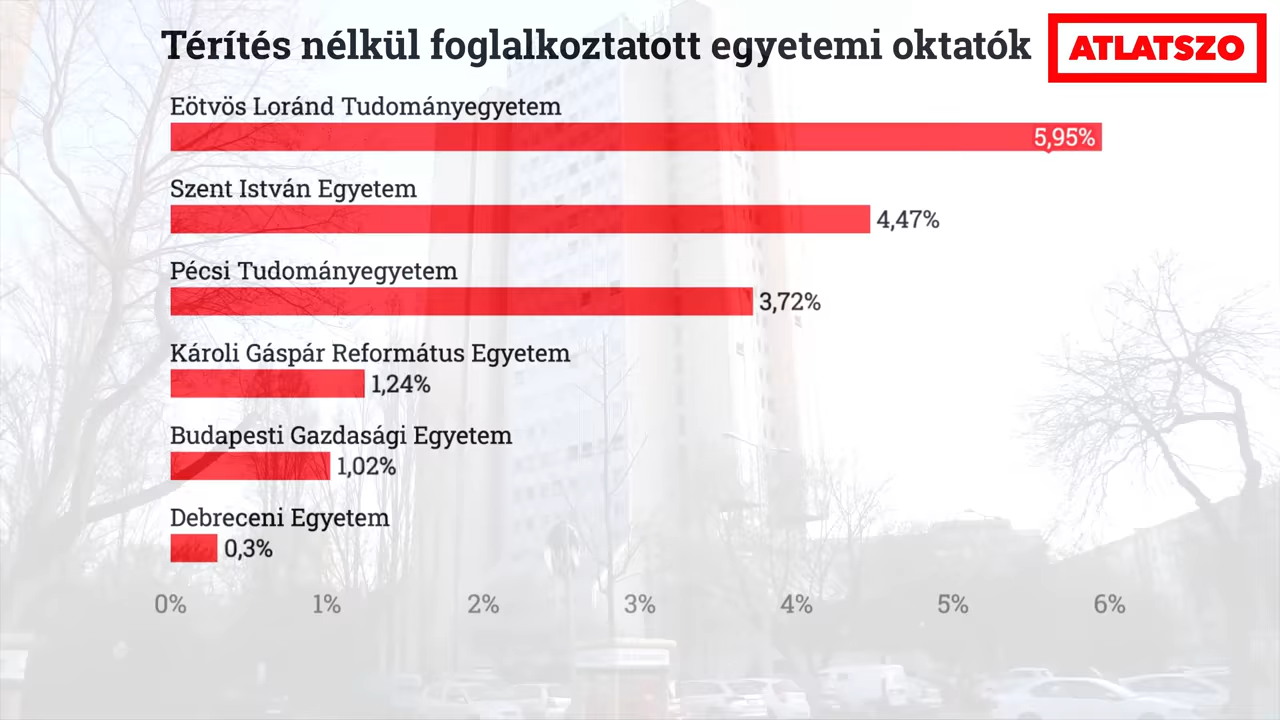 Térítés nélkül foglalkoztatott egyetemi oktatók
ATLATSZO
Eötvös Loránd Tudományegyetem
5,95%
Szent István Egyetem
4,47%
Pécsi Tudományegyetem
3,72%
Károli Gáspár Református Egyetem
1,24%
Budapesti Gazdasági Egyetem
1,02%
Debreceni Egyetem
0,3%
0% 1% 2% 3% 4% 5% 6%